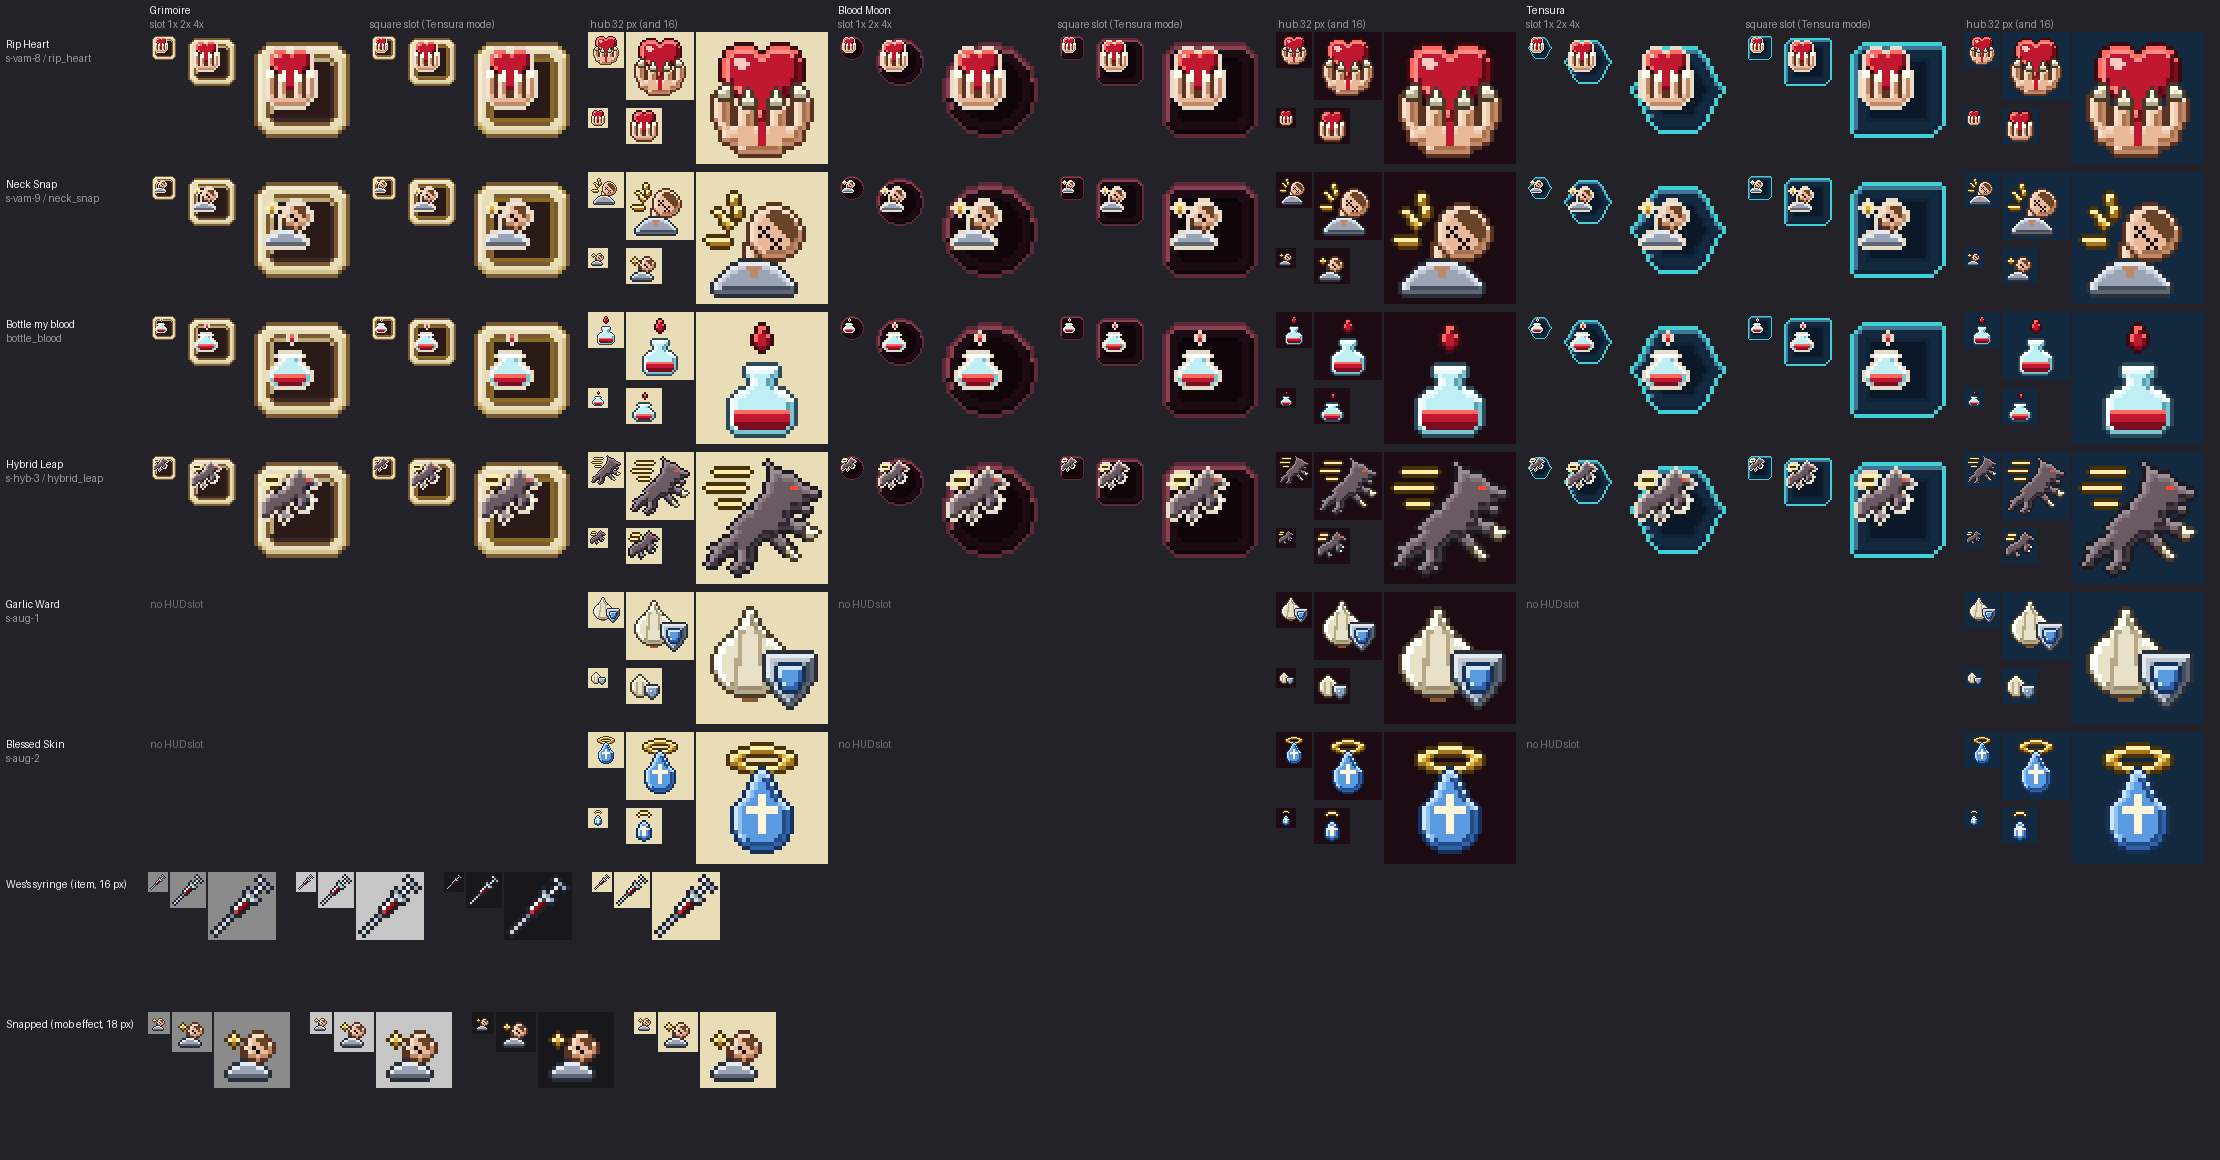 Grimoire
Blood Moon
Tensura
slot 1x 2x 4x
square slot (Tensura mode)
hub 32 px (and 16)
slot 1x 2x 4x
square slot (Tensura mode)
hub 32 px (and 16)
slot 1x 2x 4x
square slot (Tensura mode)
hub 32 px (and 16)
Rip Heart
s-vam-8 / rip_heart
Neck Snap
s-vam-9 / neck_snap
Bottle my blood
bottle_blood
Hybrid Leap
s-hyb-3 / hybrid_leap
Garlic Ward
s-aug-1
no HUD slot
no HUD slot
no HUD slot
Blessed Skin
s-aug-2
no HUD slot
no HUD slot
no HUD slot
Wes's syringe (item, 16 px)
Snapped (mob effect, 18 px)